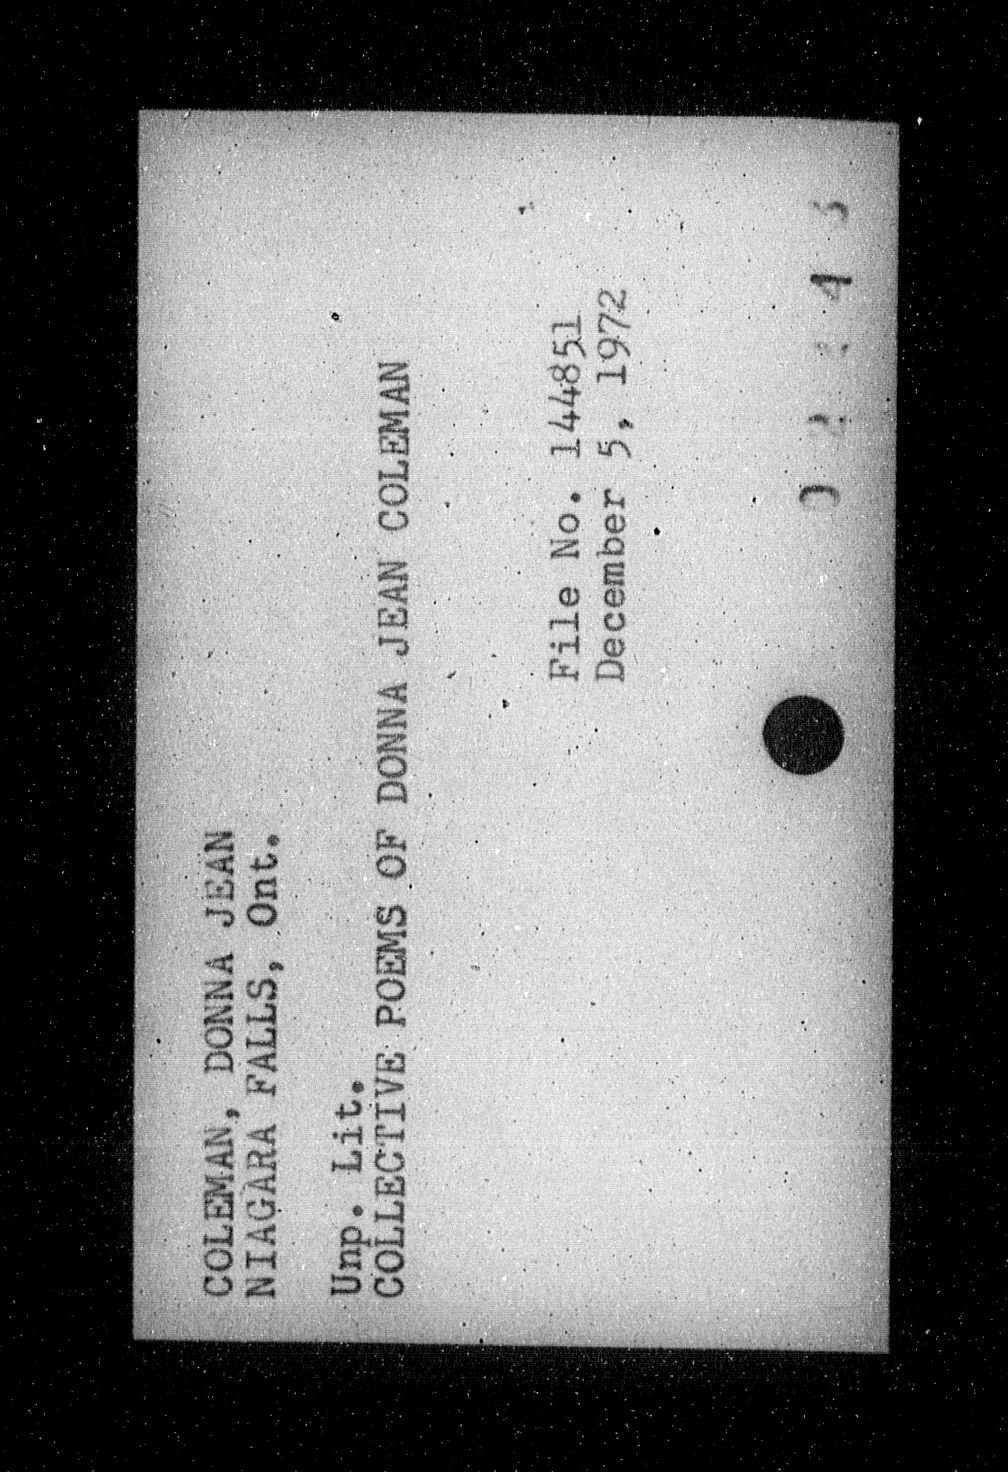 COLEMAN, DONNA JEAN
NIAGARA FALLS, Ont.
Unp. Lit.
COLLECTIVE POEMS OF DONNA JEAN COLEMAN
File No. 144851
December 5, 1972